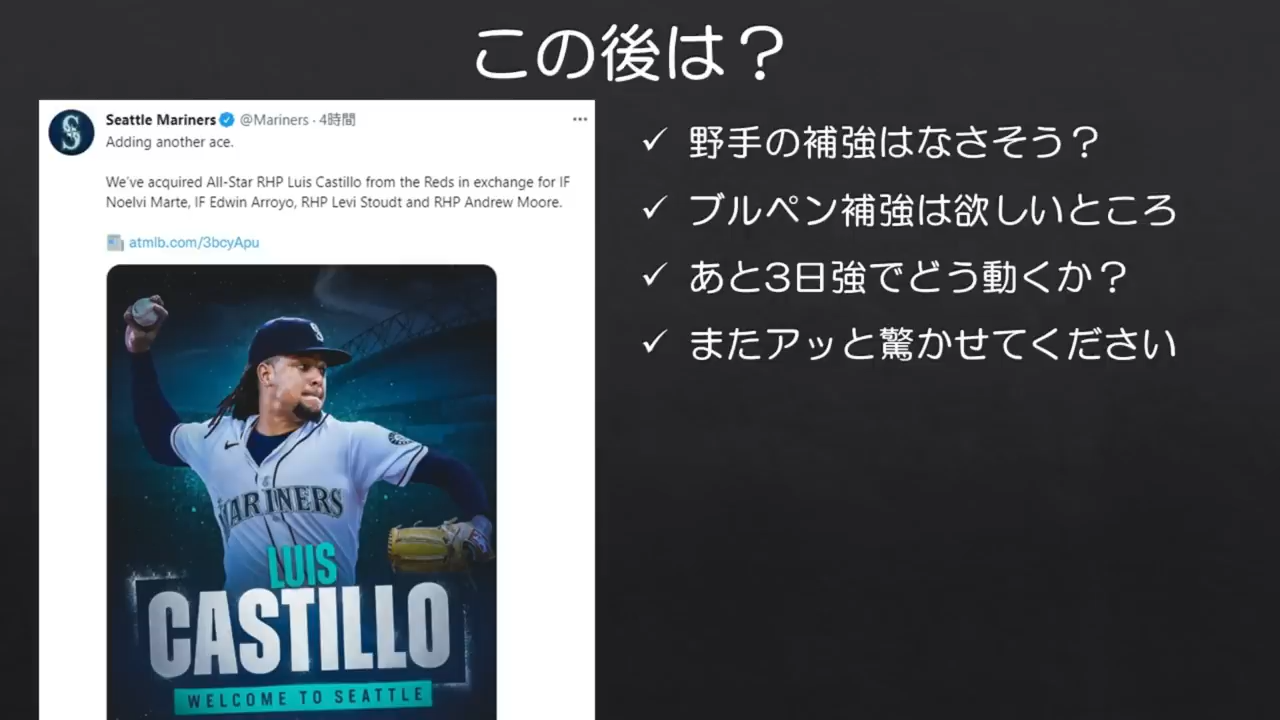 この後は？
Seattle Mariners @Mariners · 4時間
Adding another ace.
We've acquired All-Star RHP Luis Castillo from the Reds in exchange for IF
Noelvi Marte, IF Edwin Arroyo, RHP Levi Stoudt and RHP Andrew Moore.
atmlb.com/3bcyApu
MARINERS
LUIS
CASTILLO
WELCOME TO SEATTLE
✓ 野手の補強はなさそう？
✓ ブルペン補強は欲しいところ
✓ あと3日強でどう動くか？
✓ またアッと驚かせてください